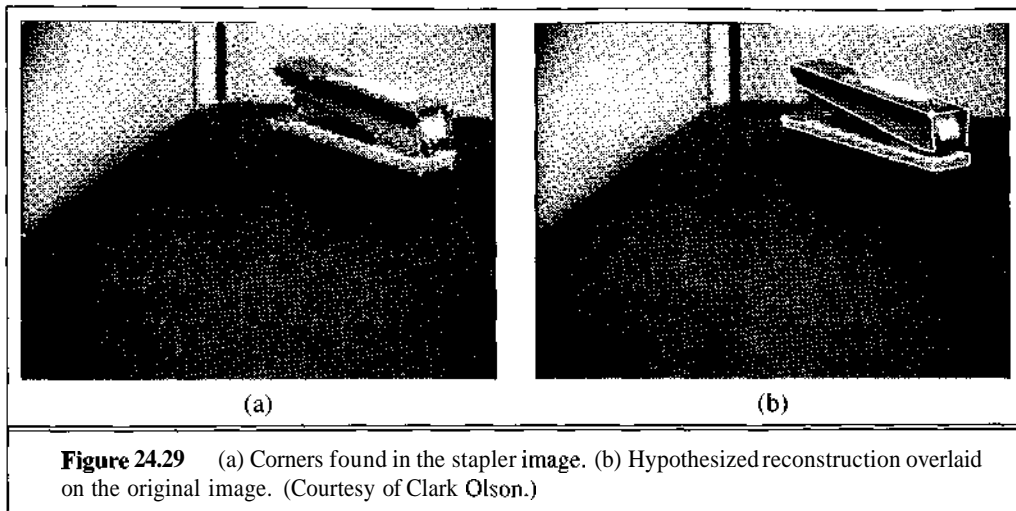 (a)
(b)
Figure 24.29 (a) Corners found in the stapler image. (b) Hypothesized reconstruction overlaid
on the original image. (Courtesy of Clark Olson.)